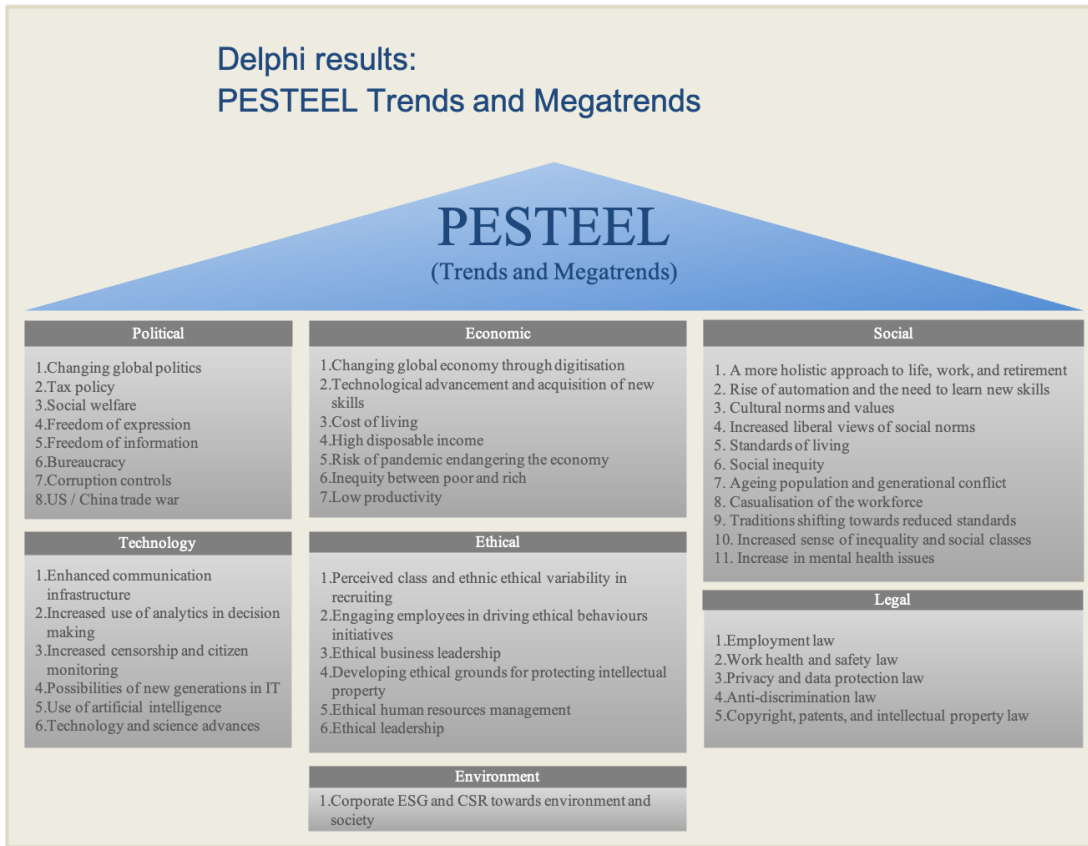 Delphi results:
PESTEEL Trends and Megatrends
PESTEEL
(Trends and Megatrends)
Political
1.Changing global politics
2.Tax policy
3.Social welfare
4.Freedom of expression
5.Freedom of information
6.Bureaucracy
7.Corruption controls
8.US / China trade war
Economic
1.Changing global economy through digitisation
2.Technological advancement and acquisition of new
skills
3.Cost of living
4.High disposable income
5.Risk of pandemic endangering the economy
6.Inequity between poor and rich
7.Low productivity
Social
1. A more holistic approach to life, work, and retirement
2. Rise of automation and the need to learn new skills
3. Cultural norms and values
4. Increased liberal views of social norms
5. Standards of living
6. Social inequity
7. Ageing population and generational conflict
8. Casualisation of the workforce
9. Traditions shifting towards reduced standards
10. Increased sense of inequality and social classes
11. Increase in mental health issues
Technology
1.Enhanced communication
infrastructure
2.Increased use of analytics in decision
making
3.Increased censorship and citizen
monitoring
4.Possibilities of new generations in IT
5.Use of artificial intelligence
6.Technology and science advances
Ethical
1.Perceived class and ethnic ethical variability in
recruiting
2.Engaging employees in driving ethical behaviours
initiatives
3.Ethical business leadership
4.Developing ethical grounds for protecting intellectual
property
5.Ethical human resources management
6.Ethical leadership
Legal
1.Employment law
2.Work health and safety law
3.Privacy and data protection law
4.Anti-discrimination law
5.Copyright, patents, and intellectual property law
Environment
1.Corporate ESG and CSR towards environment and
society